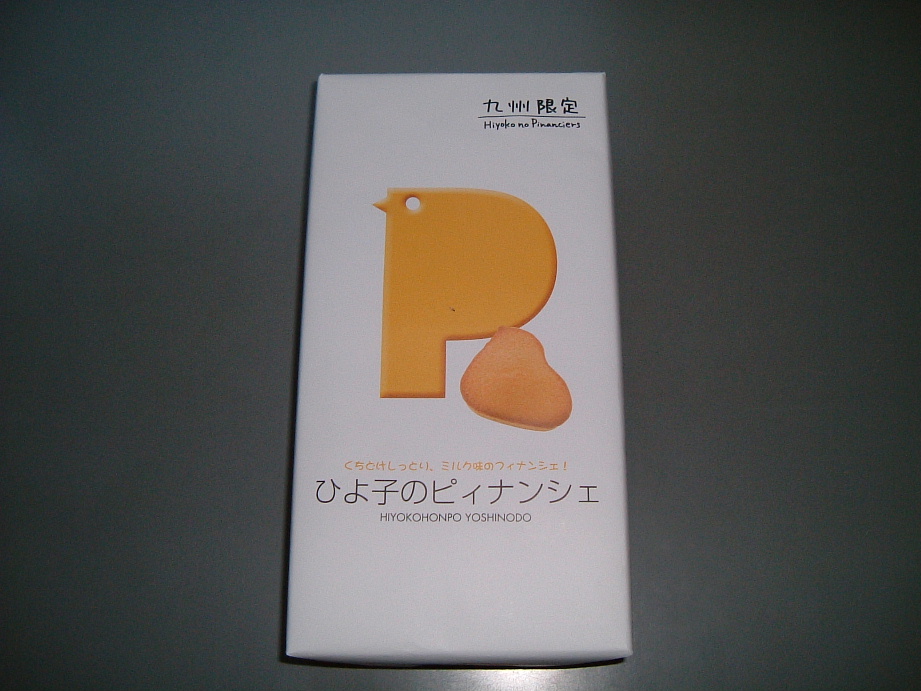 九州限定
Hiyoko no Pinanciers
くちどけしっとり、ミルク味のフィナンシェ！
ひよ子のピィナンシェ
HIYOKOHONPO YOSHINODO